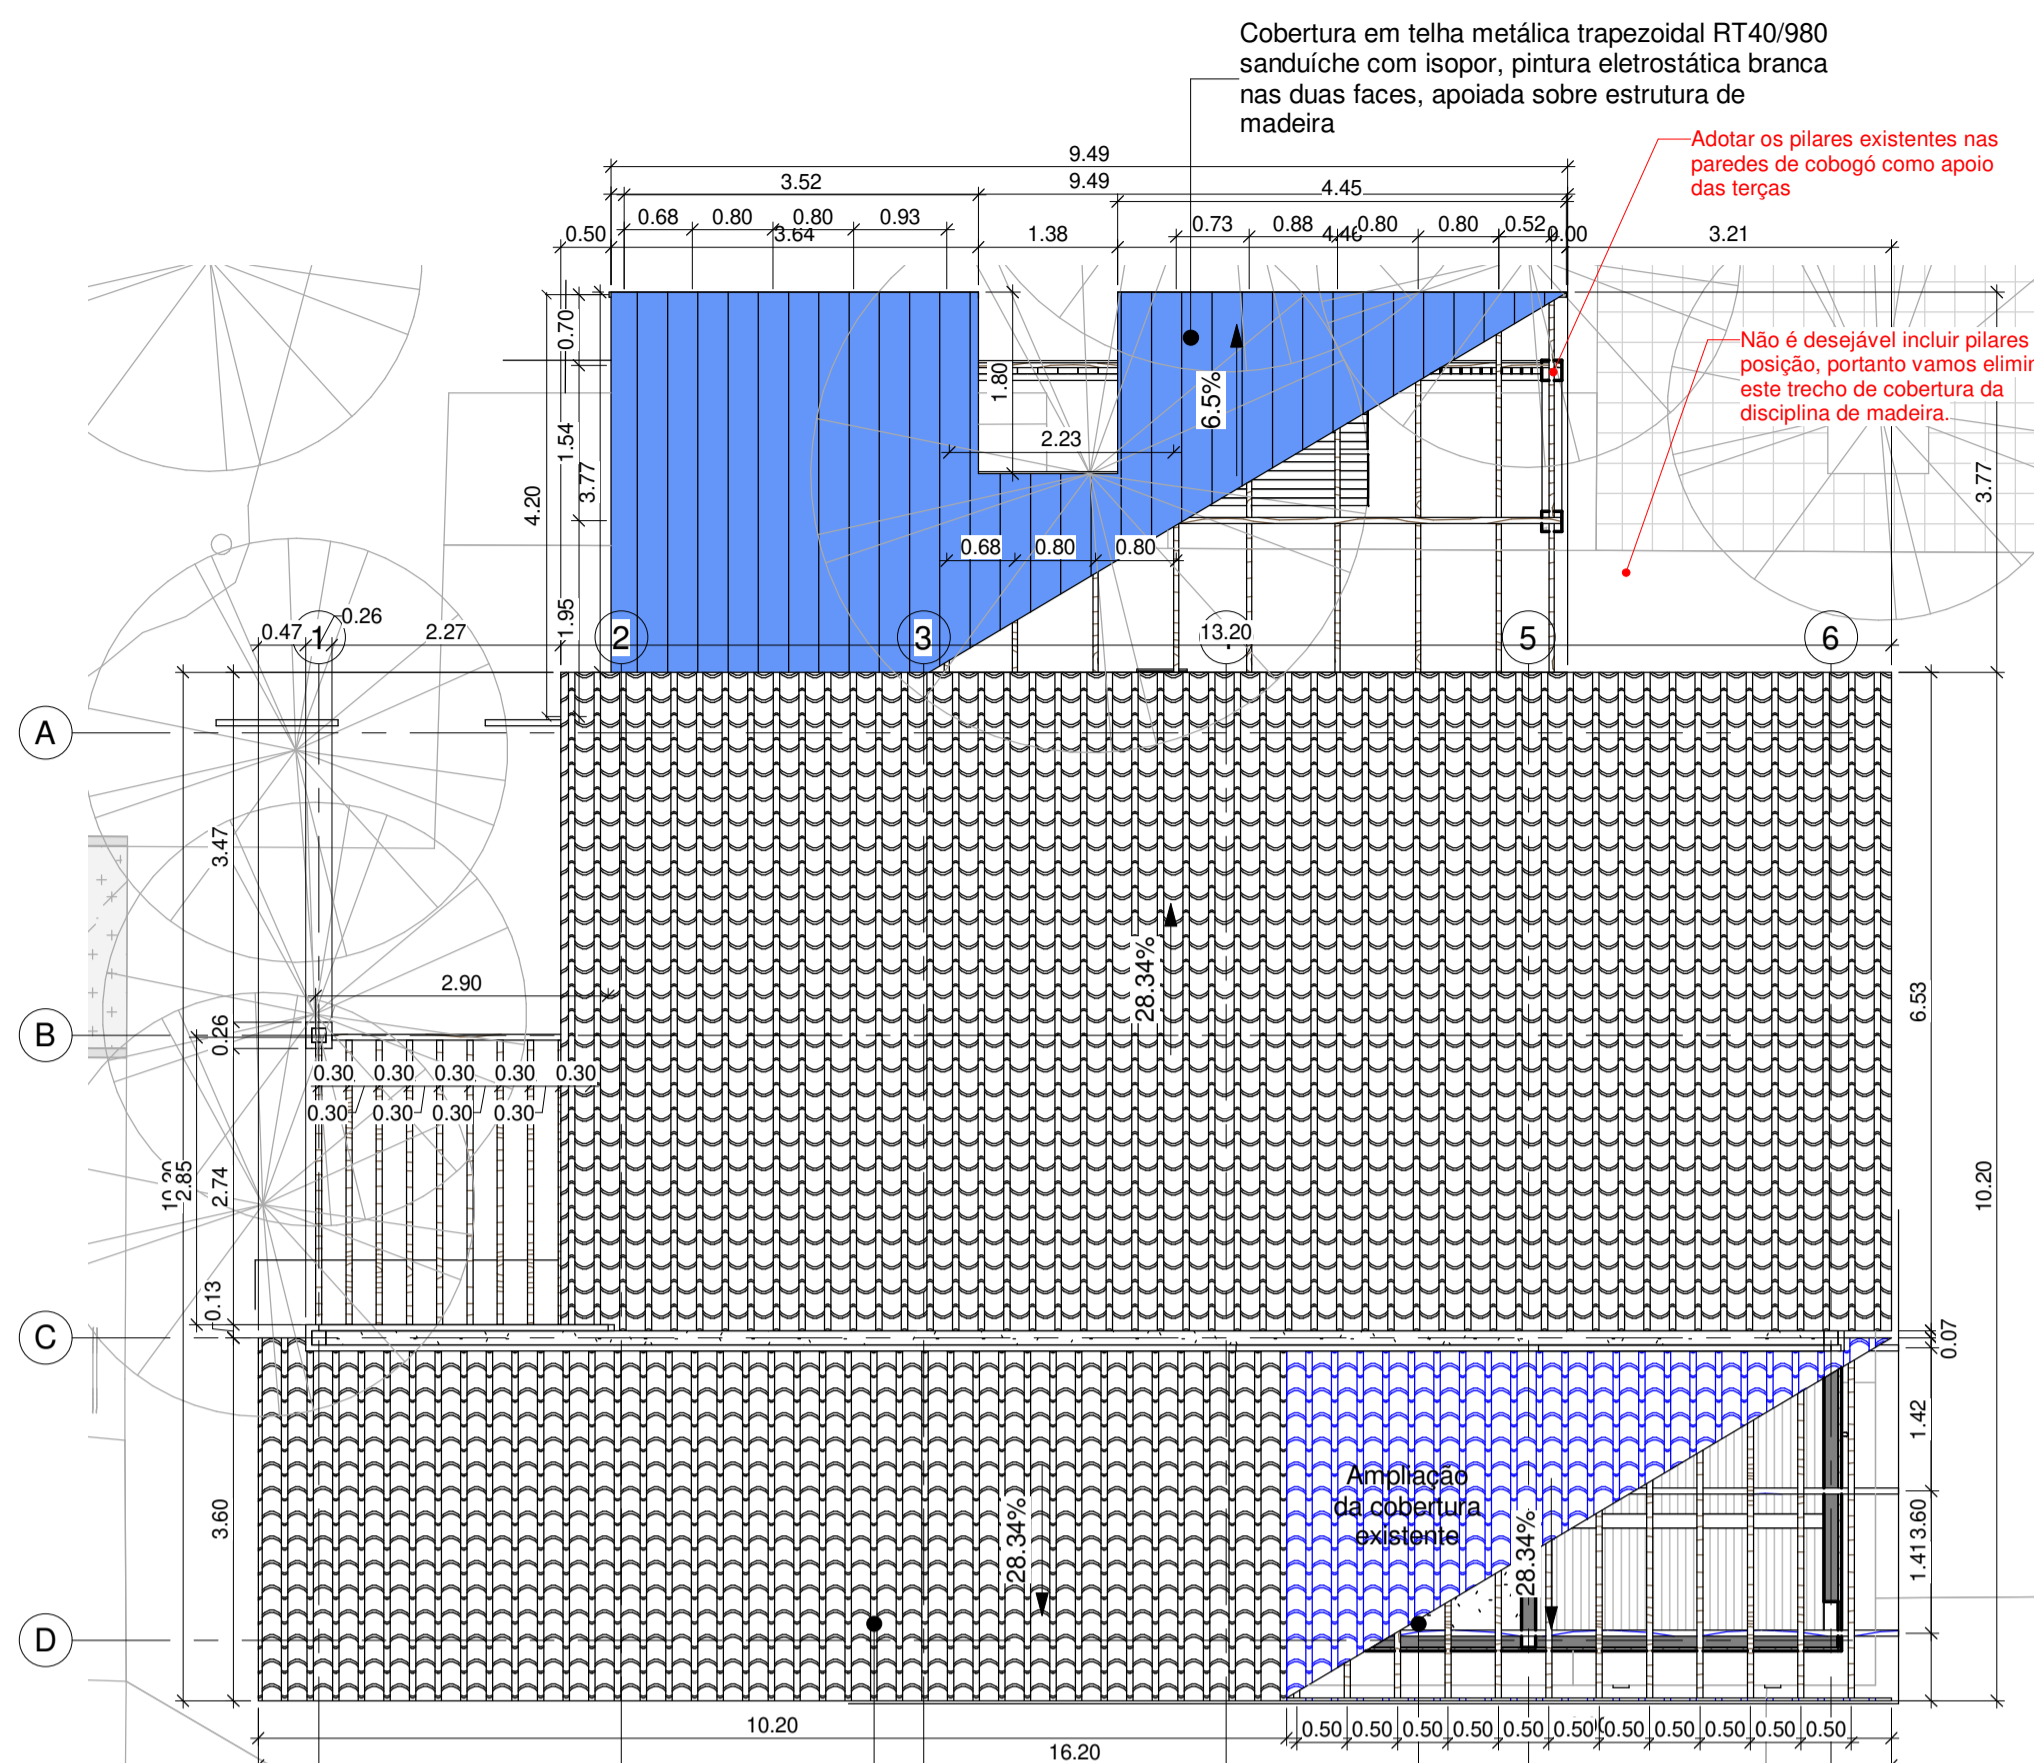 Cobertura em telha metálica trapezoidal RT40/980
sanduíche com isopor, pintura eletrostática branca
nas duas faces, apoiada sobre estrutura de
madeira
Adotar os pilares existentes nas
paredes de cobogó como apoio
das terças
9.49
3.52
9.49
4.45
0.68 0.80 0.80 0.93
0.73 0.88 0.80 0.80 0.52
0.50
3.64
1.38
4.46
0.00
3.21
Não é desejável incluir pilares
posição, portanto vamos elimin
este trecho de cobertura da
disciplina de madeira.
0.70
1.80
6.5%
1.54
2.23
3.77
4.20
3.77
0.68 0.80 0.80
1.95
0.47
0.26
2.27
13.20
1 2 3 5 6
A
3.47
28.34%
6.53
2.90
B
0.26
0.30 0.30 0.30 0.30 0.30
0.30 0.30 0.30 0.30
10.20
2.85
2.74
10.20
0.13
C
0.07
1.42
Ampliação
da cobertura
existente
3.60
28.34%
28.34%
3.60
1.41
D
10.20
0.50 0.50 0.50 0.50 0.50 0.50 0.50 0.50 0.50 0.50 0.50
16.20